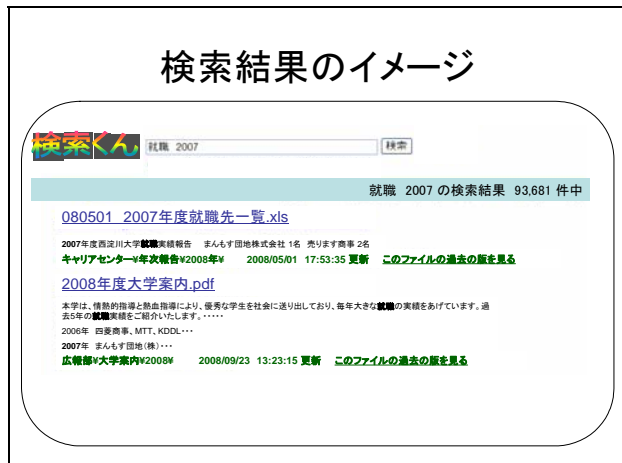 検索結果のイメージ
検索くん 就職 2007 検索
就職 2007 の検索結果 93,681 件中
080501_2007年度就職先一覧.xls
2007年度西淀川大学就職実績報告 まんもす団地株式会社 1名 売ります商事 2名
キャリアセンター¥年次報告¥2008年¥ 2008/05/01 17:53:35 更新 このファイルの過去の版を見る
2008年度大学案内.pdf
本学は、情熱的指導と熱血指導により、優秀な学生を社会に送り出しており、毎年大きな就職の実績をあげています。過
去5年の就職実績をご紹介いたします。・・・・・
2006年 四菱商事、MTT、KDDL・・・
2007年 まんもす団地(株)・・・
広報部¥大学案内¥2008¥ 2008/09/23 13:23:15 更新 このファイルの過去の版を見る